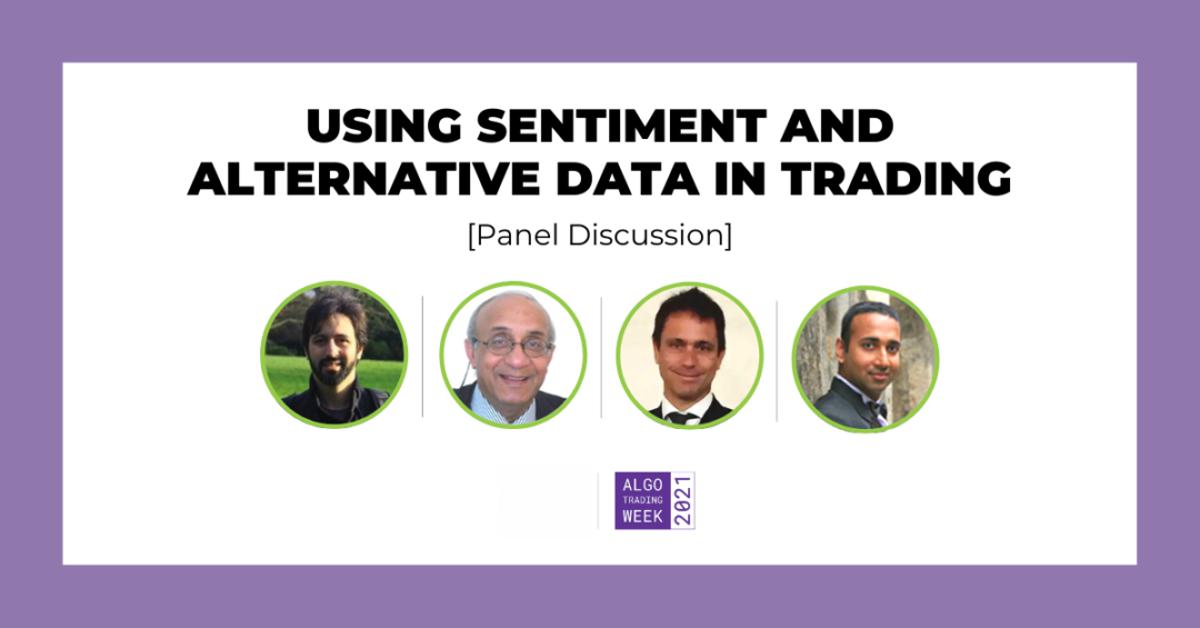 USING SENTIMENT AND
ALTERNATIVE DATA IN TRADING
[Panel Discussion]
ALGO
TRADING
WEEK
2021